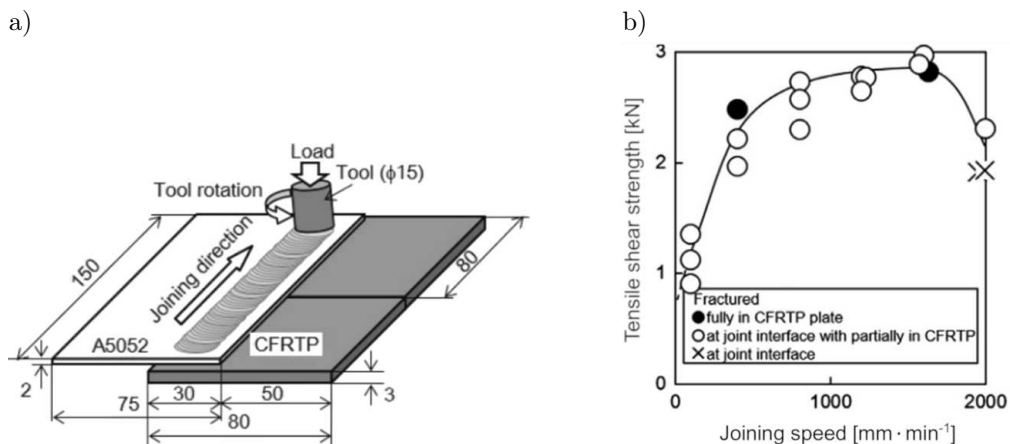 a)
Load
Tool (ϕ15)
Tool rotation
Joining direction
150
80
A5052
CFRTP
2
30
50
3
75
80
b)
Tensile shear strength [kN]
3
2
1
0
Fractured
fully in CFRTP plate
at joint interface with partially in CFRTP
at joint interface
0
1000
2000
Joining speed [mm · min⁻¹]